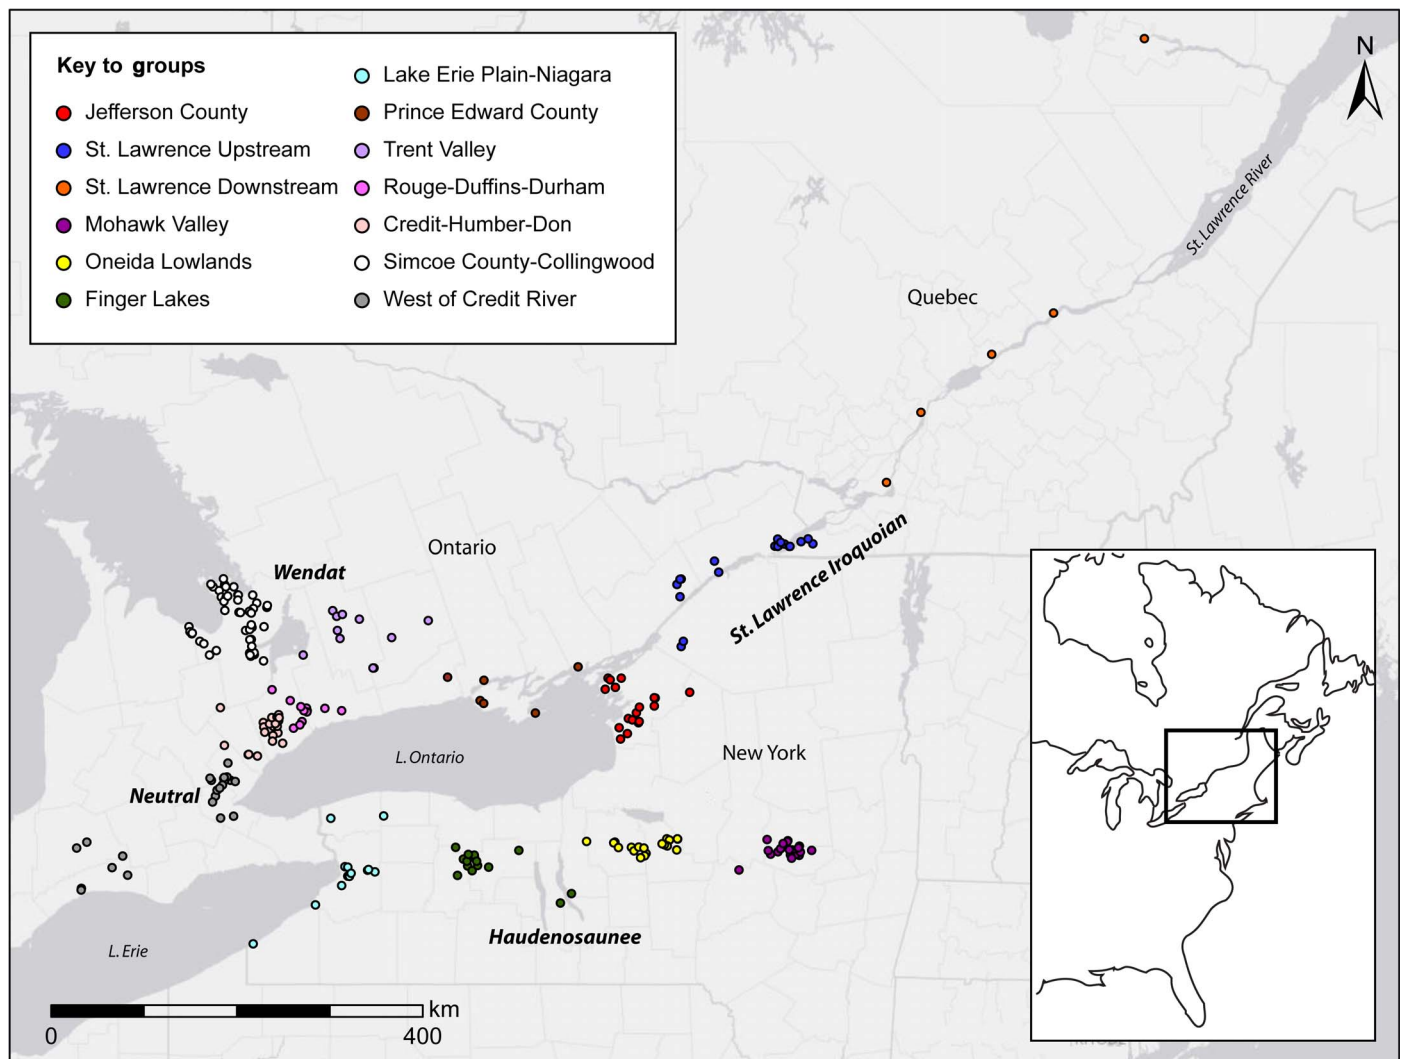 Key to groups
Jefferson County
St. Lawrence Upstream
St. Lawrence Downstream
Mohawk Valley
Oneida Lowlands
Finger Lakes
Lake Erie Plain-Niagara
Prince Edward County
Trent Valley
Rouge-Duffins-Durham
Credit-Humber-Don
Simcoe County-Collingwood
West of Credit River
N
St. Lawrence River
Quebec
Ontario
Wendat
St. Lawrence Iroquoian
L. Ontario
New York
Neutral
Haudenosaunee
L. Erie
km
0
400